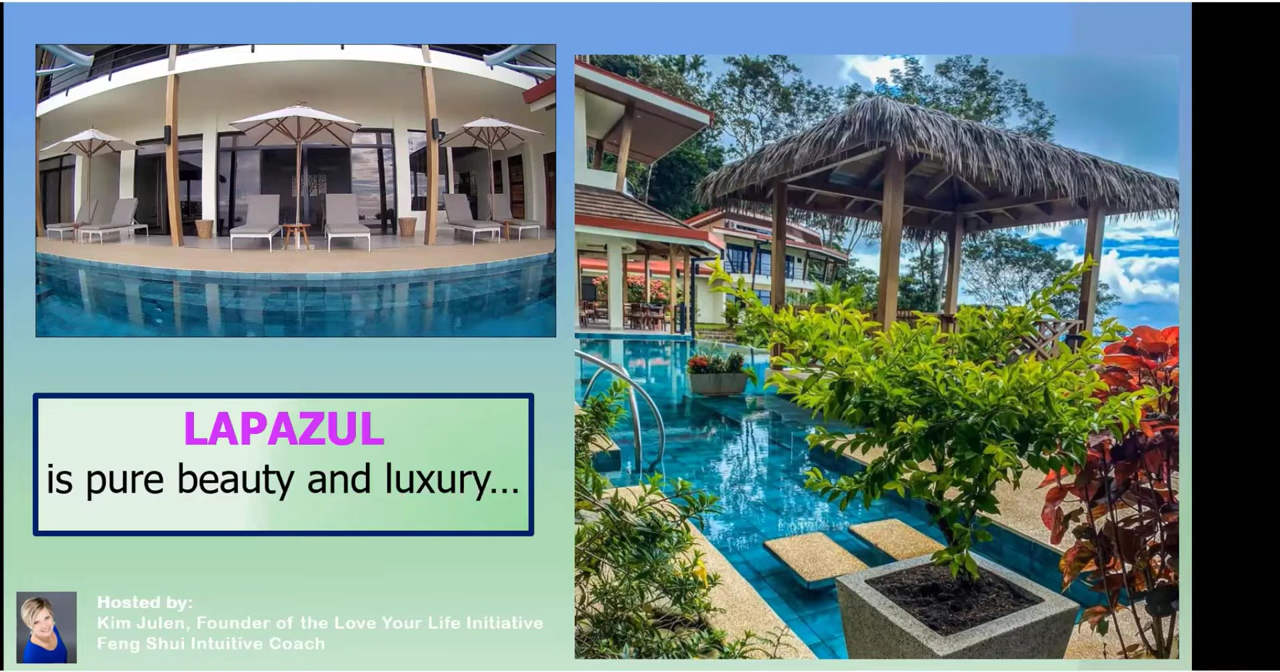 LAPAZUL
is pure beauty and luxury...
Hosted by:
Kim Julen, Founder of the Love Your Life Initiative
Feng Shui Intuitive Coach